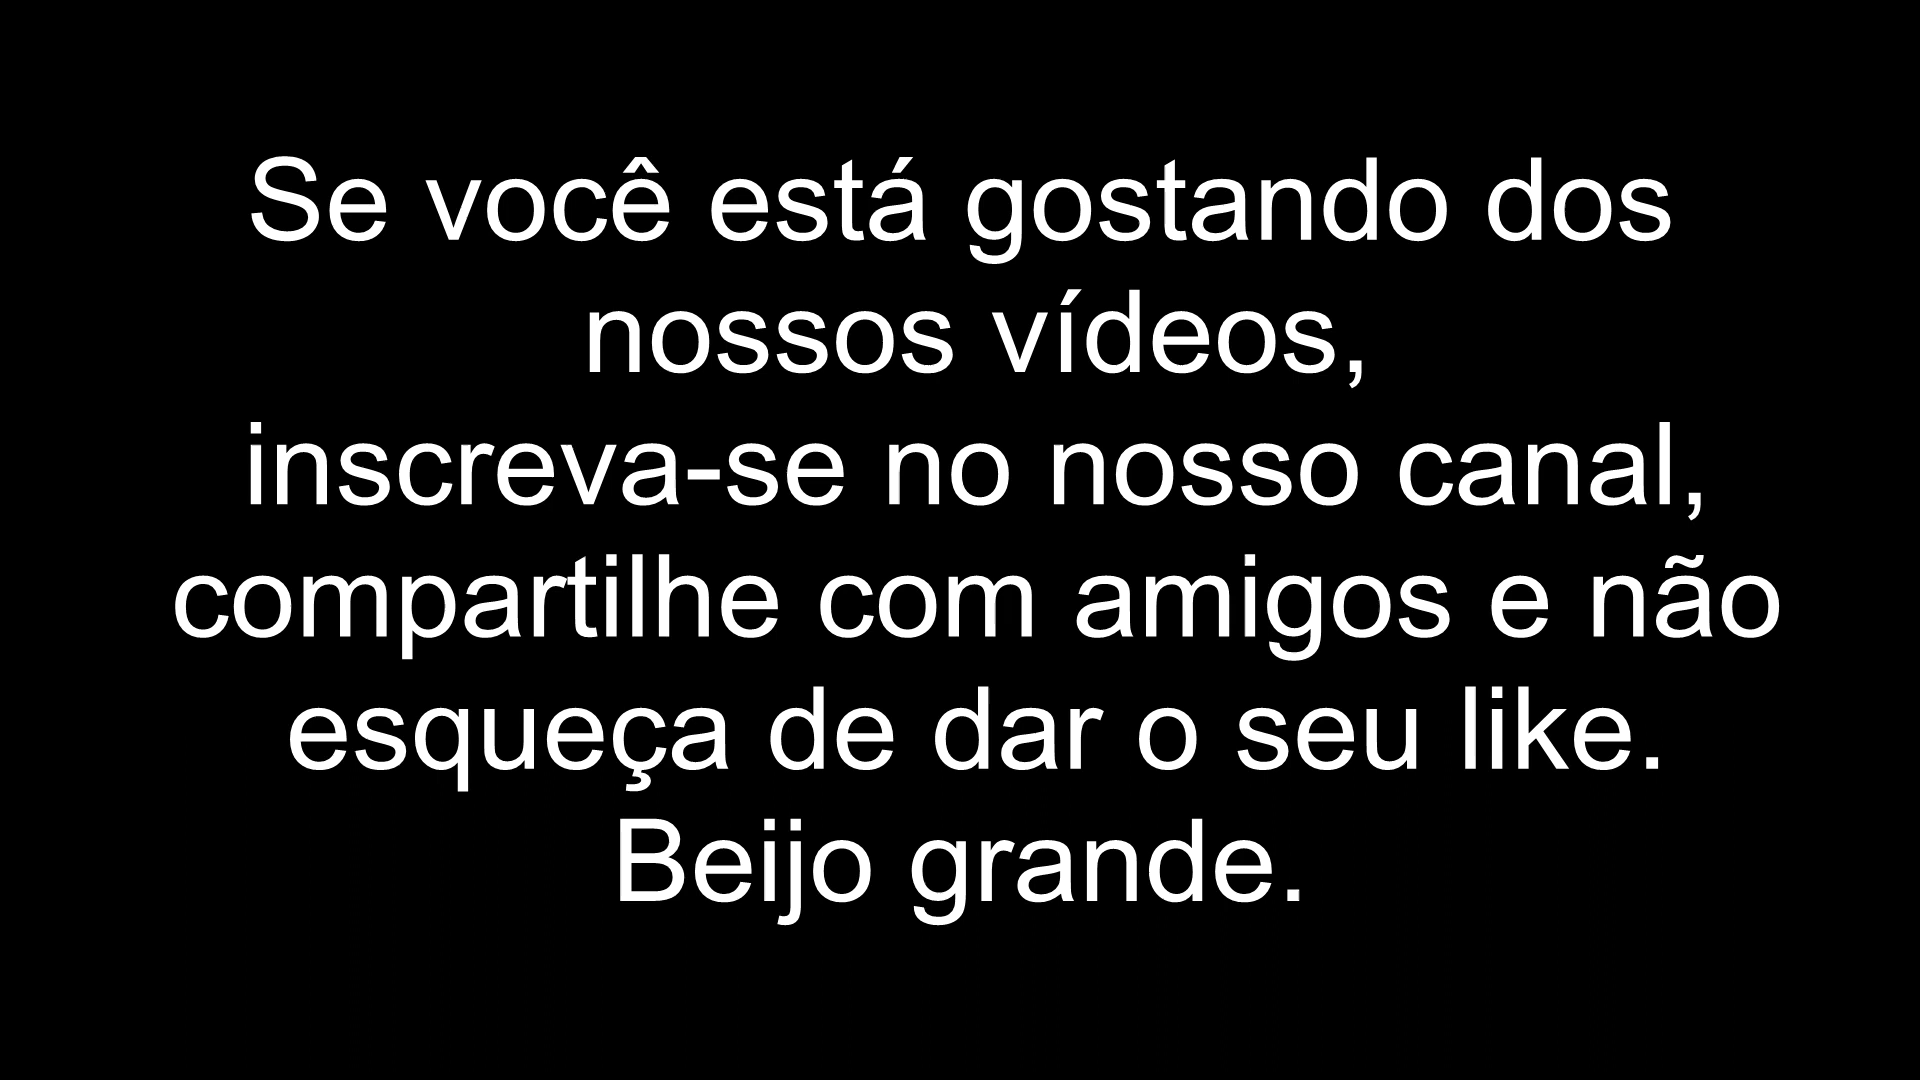 Se você está gostando dos
nossos vídeos,
inscreva-se no nosso canal,
compartilhe com amigos e não
esqueça de dar o seu like.
Beijo grande.